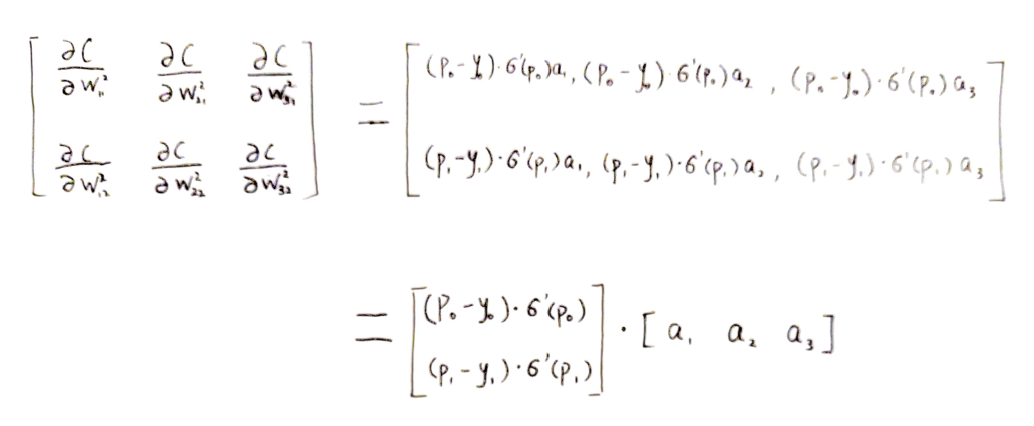 [ ∂C/∂W²₁₁ ∂C/∂W²₂₁ ∂C/∂W²₃₁ ] = [ (P₀-y₀)·σ'(p₀)a₁, (P₀-y₀)·σ'(p₀)a₂, (p₀-y₀)·σ'(p₀)a₃ ]
[ ∂C/∂W²₁₂ ∂C/∂W²₂₂ ∂C/∂W²₃₂ ] [ (p₁-y₁)·σ'(p₁)a₁, (p₁-y₁)·σ'(p₁)a₂, (p₁-y₁)·σ'(p₁)a₃ ]
= [ (P₀-y₀)·σ'(p₀) ] · [ a₁ a₂ a₃ ]
[ (p₁-y₁)·σ'(p₁) ]